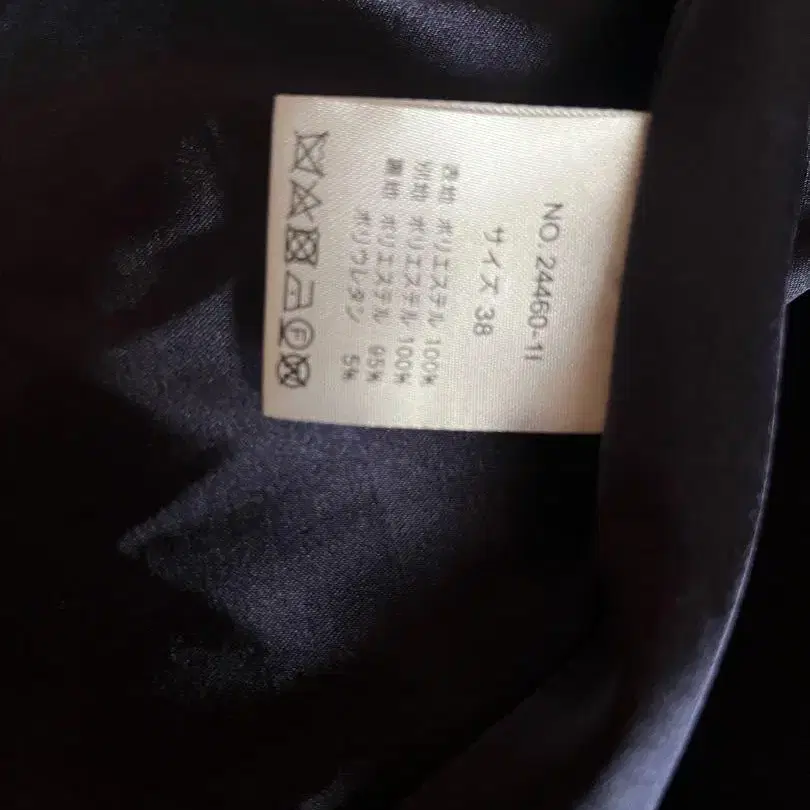 NO. 24460-11
サイズ 38
表地 ポリエステル 100%
別地 ポリエステル 100%
裏地 ポリエステル 95%
ポリウレタン 5%
F